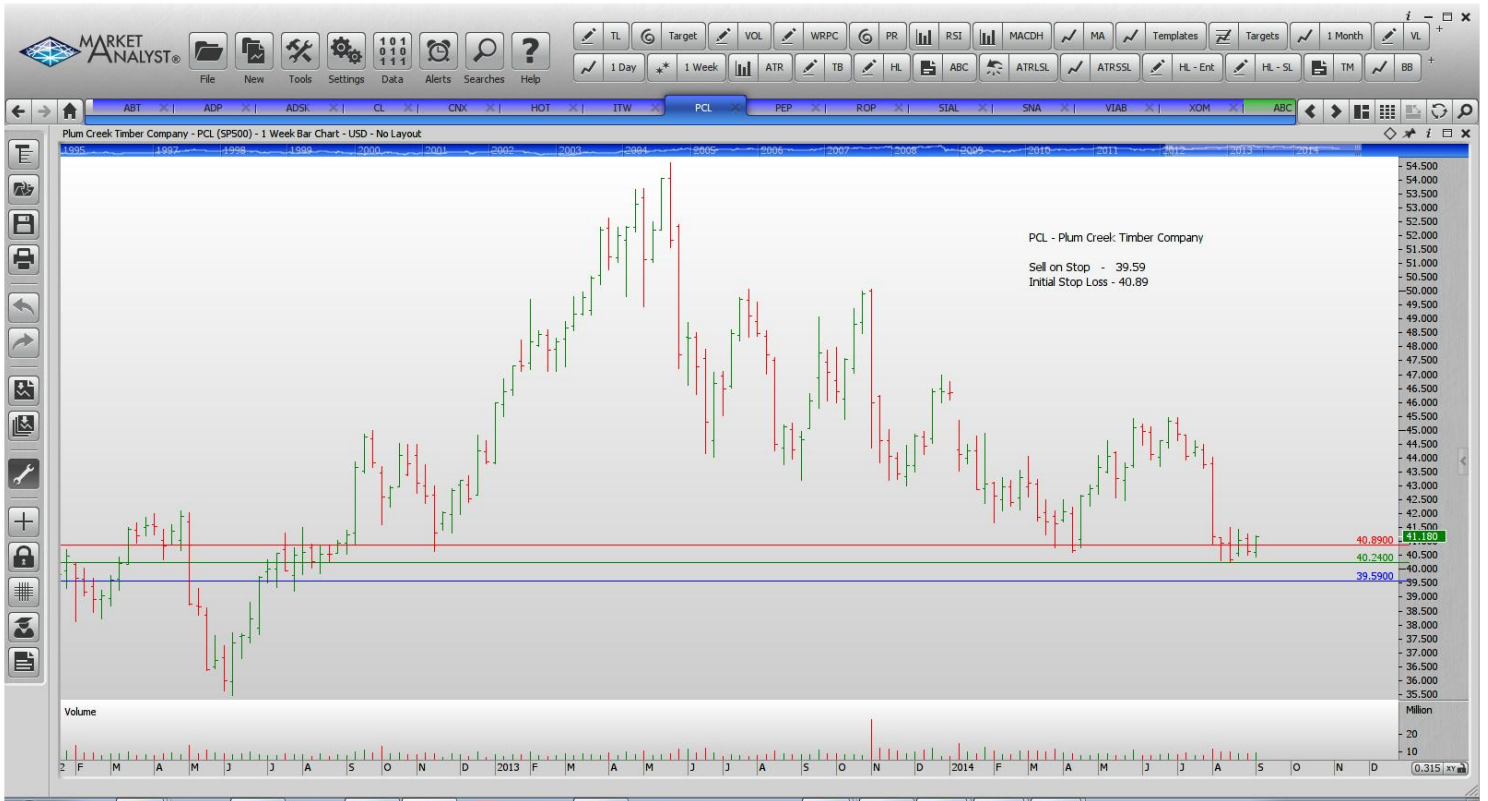 MARKET
ANALYST®
File New Tools Settings Data Alerts Searches Help
TL Target VOL WRPC PR RSI MACDH MA Templates Targets 1 Month VL +
1 Day 1 Week ATR TB HL ABC ATRLSL ATRSSL HL - Ent HL - SL TM BB +
ABT ADP ADSK CL CNX HOT ITW PCL PEP ROP SIAL SNA VIAB XOM ABC
Plum Creek Timber Company - PCL (SP500) - 1 Week Bar Chart - USD - No Layout
1995 1997 1998 1999 2000 2001 2002 2003 2004 2005 2006 2007 2008 2009 2010 2011 2012 2013 2014
PCL - Plum Creek Timber Company
Sell on Stop - 39.59
Initial Stop Loss - 40.89
54.500
54.000
53.500
53.000
52.500
52.000
51.500
51.000
50.500
50.000
49.500
49.000
48.500
48.000
47.500
47.000
46.500
46.000
45.500
45.000
44.500
44.000
43.500
43.000
42.500
42.000
41.500
41.180
40.8900
40.500
40.2400
40.000
39.5900
39.500
39.000
38.500
38.000
37.500
37.000
36.500
36.000
35.500
Volume
Million
20
10
2 F M A M J J A S O N D 2013 F M A M J J A S O N D 2014 F M A M J J A S O N D
0.315 XY